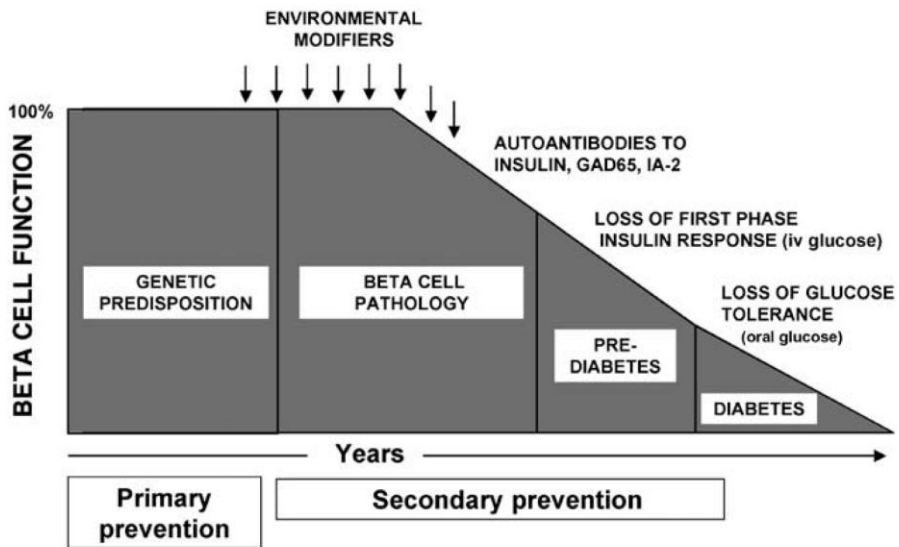 ENVIRONMENTAL
MODIFIERS
100%
BETA CELL FUNCTION
AUTOANTIBODIES TO
INSULIN, GAD65, IA-2
LOSS OF FIRST PHASE
INSULIN RESPONSE (iv glucose)
LOSS OF GLUCOSE
TOLERANCE
(oral glucose)
GENETIC
PREDISPOSITION
BETA CELL
PATHOLOGY
PRE-
DIABETES
DIABETES
Years
Primary
prevention
Secondary prevention